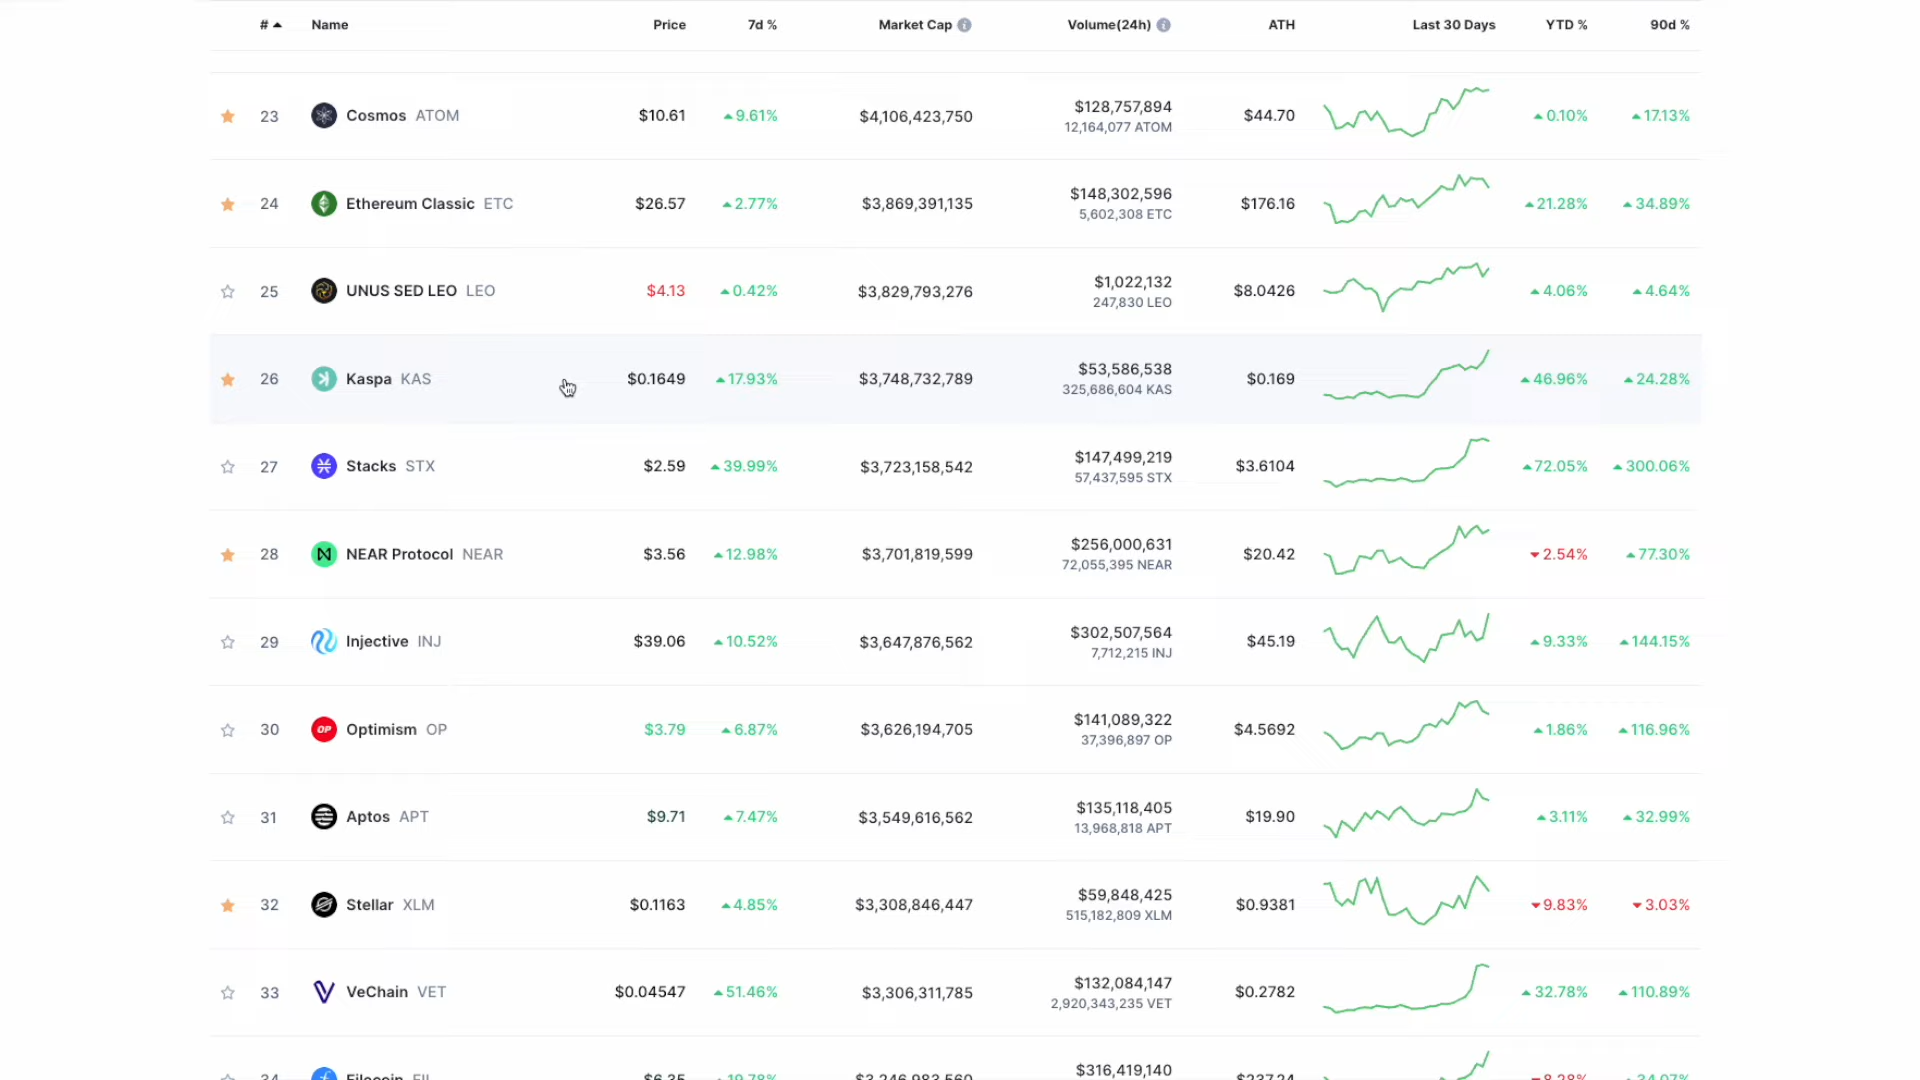 # Name Price 7d % Market Cap Volume(24h) ATH Last 30 Days YTD % 90d %
23 Cosmos ATOM $10.61 9.61% $4,106,423,750 $128,757,894 $44.70 0.10% 17.13%
12,164,077 ATOM
24 Ethereum Classic ETC $26.57 2.77% $3,869,391,135 $148,302,596 $176.16 21.28% 34.89%
5,602,308 ETC
25 UNUS SED LEO LEO $4.13 0.42% $3,829,793,276 $1,022,132 $8.0426 4.06% 4.64%
247,830 LEO
26 Kaspa KAS $0.1649 17.93% $3,748,732,789 $53,586,538 $0.169 46.96% 24.28%
325,686,604 KAS
27 Stacks STX $2.59 39.99% $3,723,158,542 $147,499,219 $3.6104 72.05% 300.06%
57,437,595 STX
28 NEAR Protocol NEAR $3.56 12.98% $3,701,819,599 $256,000,631 $20.42 2.54% 77.30%
72,055,395 NEAR
29 Injective INJ $39.06 10.52% $3,647,876,562 $302,507,564 $45.19 9.33% 144.15%
7,712,215 INJ
30 OP Optimism OP $3.79 6.87% $3,626,194,705 $141,089,322 $4.5692 1.86% 116.96%
37,396,897 OP
31 Aptos APT $9.71 7.47% $3,549,616,562 $135,118,405 $19.90 3.11% 32.99%
13,968,818 APT
32 Stellar XLM $0.1163 4.85% $3,308,846,447 $59,848,425 $0.9381 9.83% 3.03%
515,182,809 XLM
33 VeChain VET $0.04547 51.46% $3,306,311,785 $132,084,147 $0.2782 32.78% 110.89%
2,920,343,235 VET
34 Filecoin FIL $6.35 19.78% $316,419,140 $237.24 8.28% 34.07%